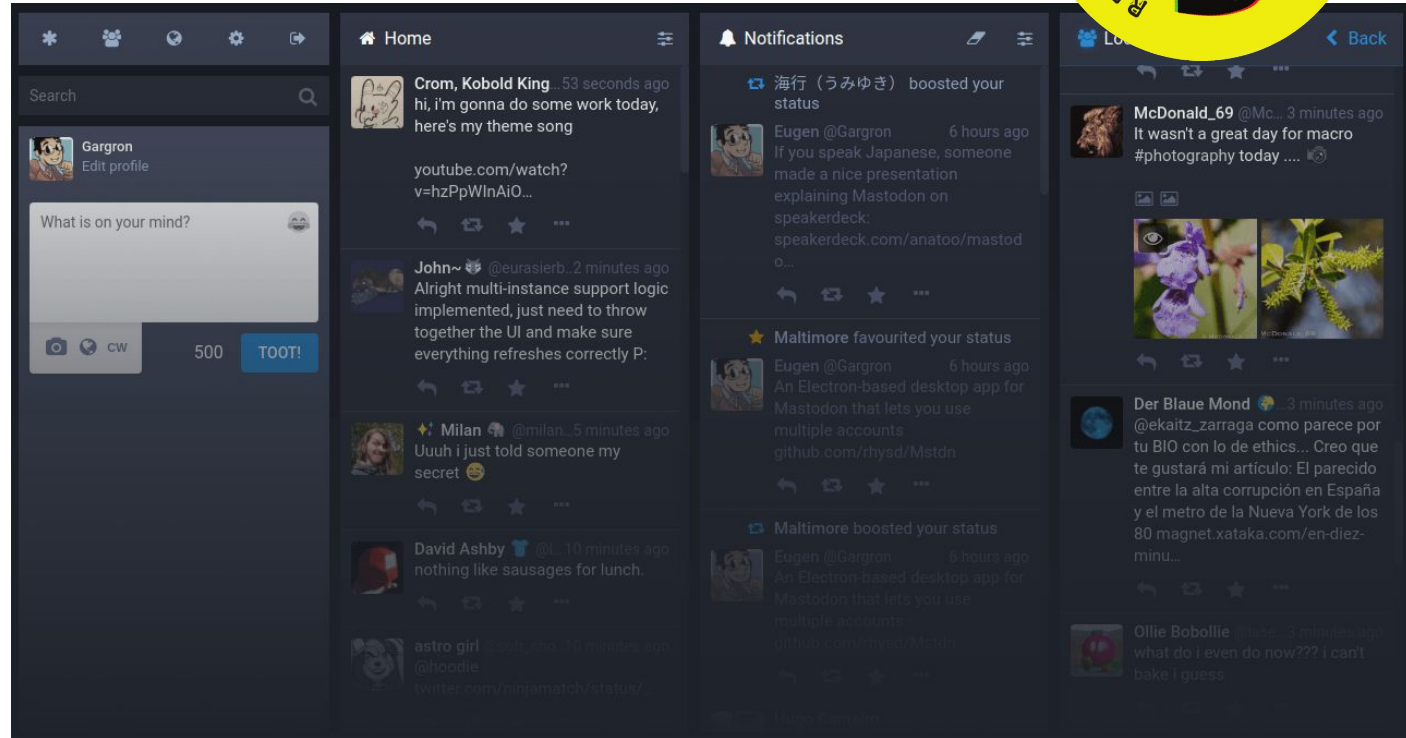 Search
Gargron
Edit profile
What is on your mind?
CW
500
TOOT!
Home
Crom, Kobold King... 53 seconds ago
hi, i'm gonna do some work today,
here's my theme song
youtube.com/watch?
v=hzPpWInAiO...
John~ @eurasierb...2 minutes ago
Alright multi-instance support logic
implemented, just need to throw
together the UI and make sure
everything refreshes correctly P:
Milan @milan...5 minutes ago
Uuuh i just told someone my
secret
David Ashby 10 minutes ago
nothing like sausages for lunch.
astro girl 10 minutes ago
@hoodie
twitter.com/ninjamatch/status/
Notifications
海行（うみゆき） boosted your
status
Eugen @Gargron 6 hours ago
If you speak Japanese, someone
made a nice presentation
explaining Mastodon on
speakerdeck:
speakerdeck.com/anatoo/mastod
o...
Maltimore favourited your status
Eugen @Gargron 6 hours ago
An Electron-based desktop app for
Mastodon that lets you use
multiple accounts
github.com/rhysd/Mstdn
Maltimore boosted your status
Eugen @Gargron 6 hours ago
An Electron-based desktop app for
Mastodon that lets you use
multiple accounts
github.com/rhysd/Mstdn
Back
McDonald_69 @Mc... 3 minutes ago
It wasn't a great day for macro
#photography today ....
Der Blaue Mond ...3 minutes ago
@ekaitz_zarraga como parece por
tu BIO con lo de ethics... Creo que
te gustará mi artículo: El parecido
entre la alta corrupción en España
y el metro de la Nueva York de los
80 magnet.xataka.com/en-diez-
minu...
Ollie Bobollie 3 minutes ago
what do i even do now??? i can't
bake i guess